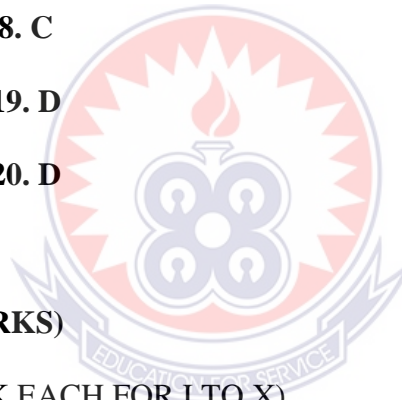 8. C
19. D
20. D
RKS)
EDUCATION FOR SERVICE
K EACH FOR I TO X)